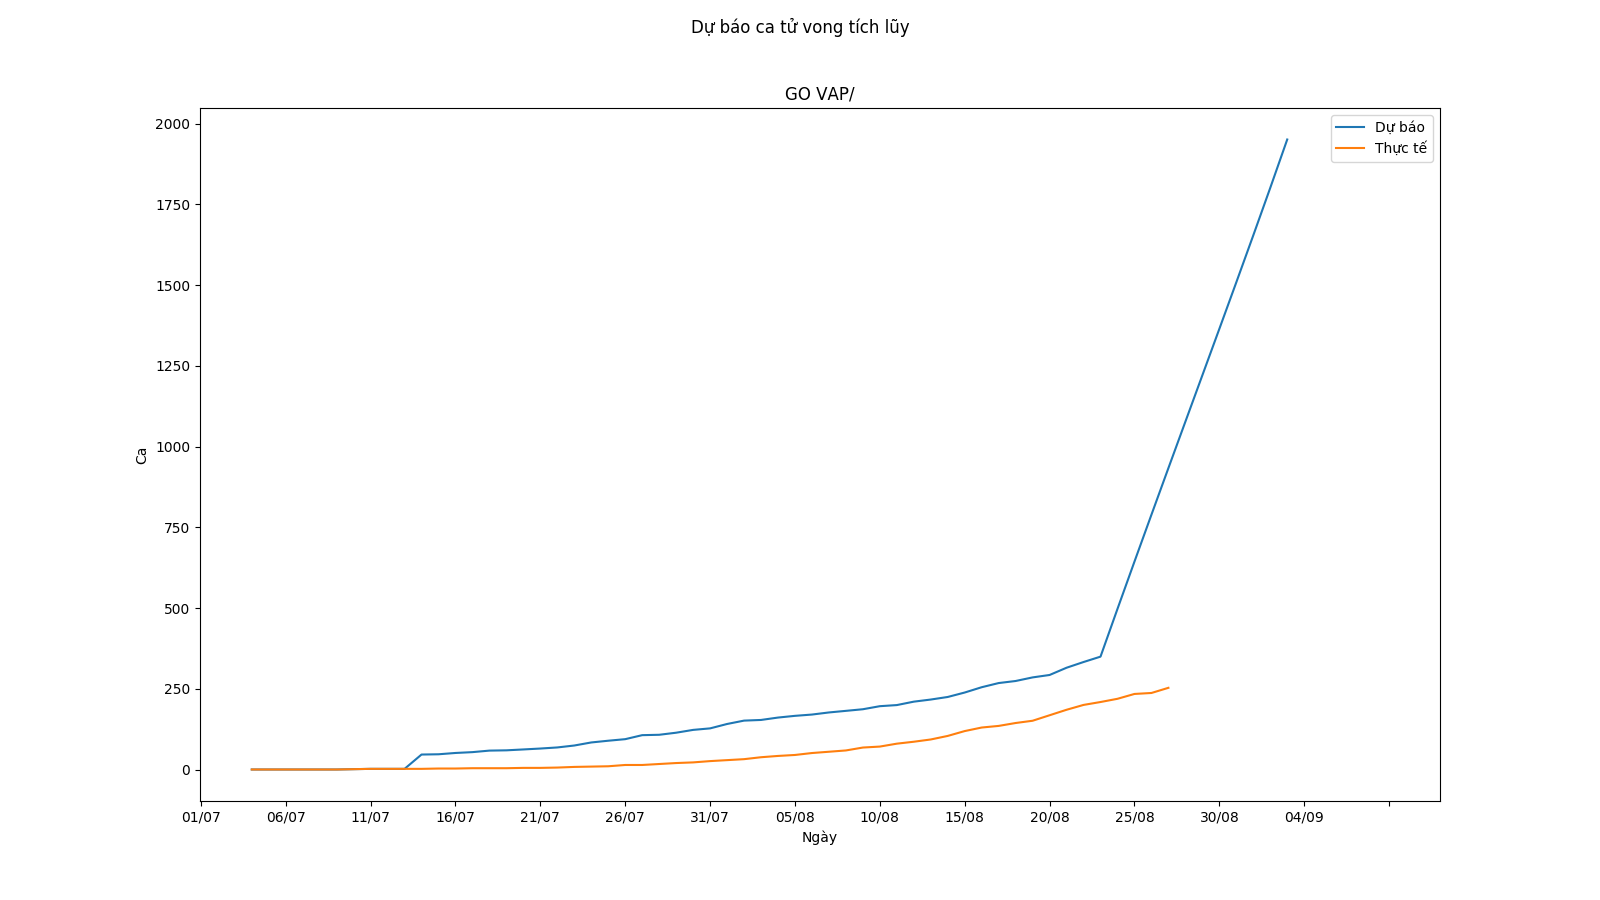 Dự báo ca tử vong tích lũy
GO VAP/
Dự báo
Thực tế
2000
1750
1500
1250
1000
750
500
250
0
Ca
01/07 06/07 11/07 16/07 21/07 26/07 31/07 05/08 10/08 15/08 20/08 25/08 30/08 04/09
Ngày